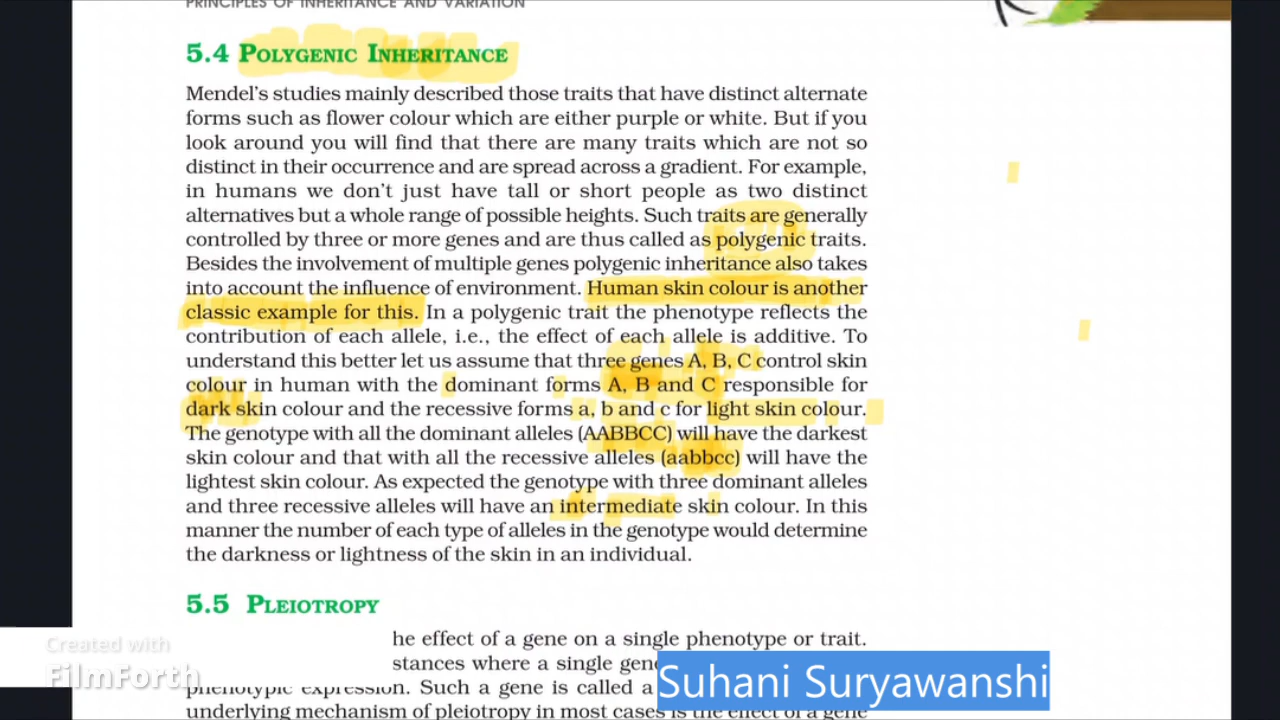 PRINCIPLES OF INHERITANCE AND VARIATION
5.4 POLYGENIC INHERITANCE
Mendel's studies mainly described those traits that have distinct alternate
forms such as flower colour which are either purple or white. But if you
look around you will find that there are many traits which are not so
distinct in their occurrence and are spread across a gradient. For example,
in humans we don't just have tall or short people as two distinct
alternatives but a whole range of possible heights. Such traits are generally
controlled by three or more genes and are thus called as polygenic traits.
Besides the involvement of multiple genes polygenic inheritance also takes
into account the influence of environment. Human skin colour is another
classic example for this. In a polygenic trait the phenotype reflects the
contribution of each allele, i.e., the effect of each allele is additive. To
understand this better let us assume that three genes A, B, C control skin
colour in human with the dominant forms A, B and C responsible for
dark skin colour and the recessive forms a, b and c for light skin colour.
The genotype with all the dominant alleles (AABBCC) will have the darkest
skin colour and that with all the recessive alleles (aabbcc) will have the
lightest skin colour. As expected the genotype with three dominant alleles
and three recessive alleles will have an intermediate skin colour. In this
manner the number of each type of alleles in the genotype would determine
the darkness or lightness of the skin in an individual.
5.5 PLEIOTROPY
he effect of a gene on a single phenotype or trait.
stances where a single gene
phenotypic expression. Such a gene is called a
underlying mechanism of pleiotropy in most cases is the effect of a gene
Created with
FilmForth
Suhani Suryawanshi